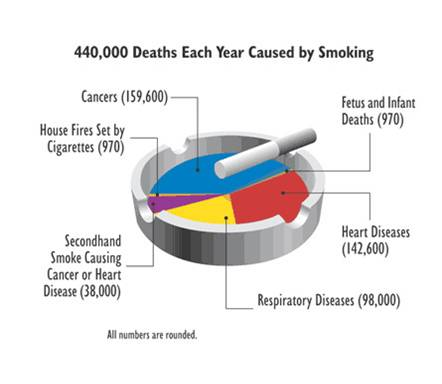 440,000 Deaths Each Year Caused by Smoking
Cancers (159,600)
Fetus and Infant
Deaths (970)
House Fires Set by
Cigarettes (970)
Heart Diseases
(142,600)
Secondhand
Smoke Causing
Cancer or Heart
Disease (38,000)
Respiratory Diseases (98,000)
All numbers are rounded.